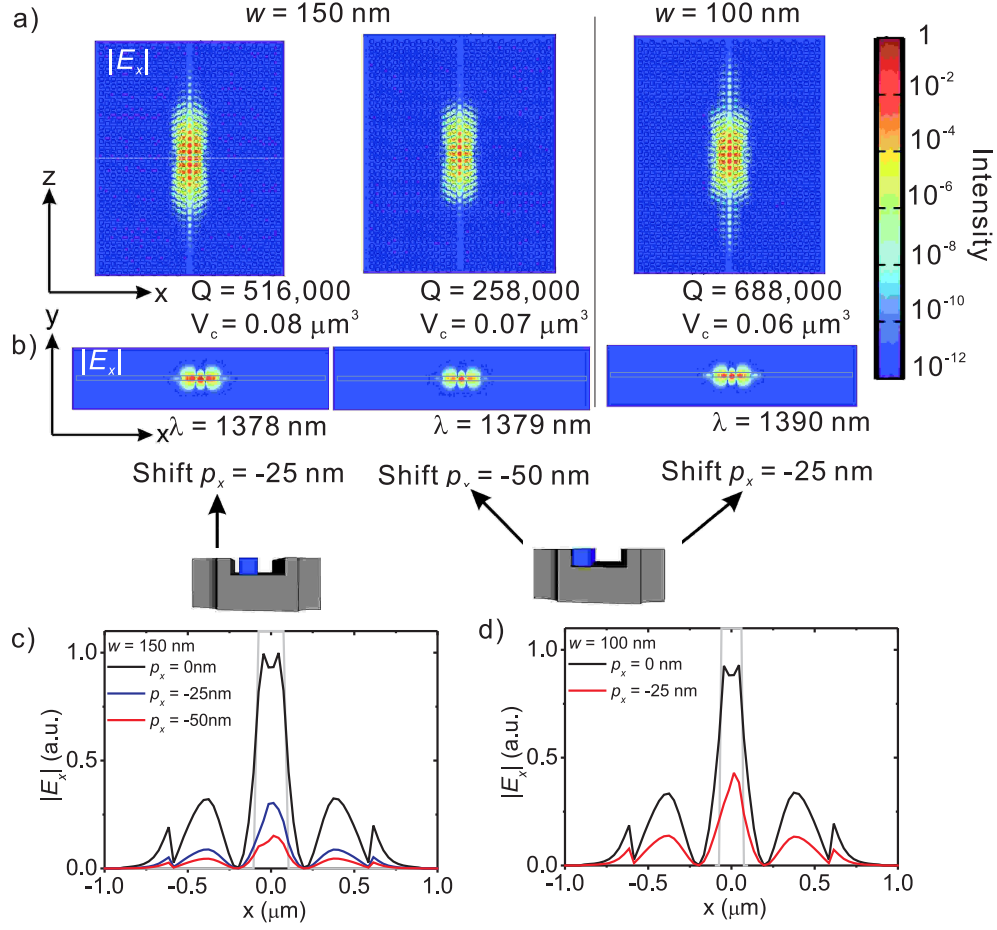 a)
w = 150 nm
w = 100 nm
|Eₓ|
1
10⁻²
10⁻⁴
10⁻⁶
10⁻⁸
10⁻¹⁰
10⁻¹²
Intensity
z
x
Q = 516,000
V_c = 0.08 μm³
Q = 258,000
V_c = 0.07 μm³
Q = 688,000
V_c = 0.06 μm³
b)
y
x
|Eₓ|
λ = 1378 nm
λ = 1379 nm
λ = 1390 nm
Shift pₓ = -25 nm
Shift pₓ = -50 nm
Shift pₓ = -25 nm
c)
w = 150 nm
pₓ = 0nm
pₓ = -25nm
pₓ = -50nm
|Eₓ| (a.u.)
1.0
0.5
0.0
-1.0 -0.5 0.0 0.5 1.0
x (μm)
d)
w = 100nm
pₓ = 0 nm
pₓ = -25 nm
|Eₓ| (a.u.)
1.0
0.5
0.0
-1.0 -0.5 0.0 0.5 1.0
x (μm)